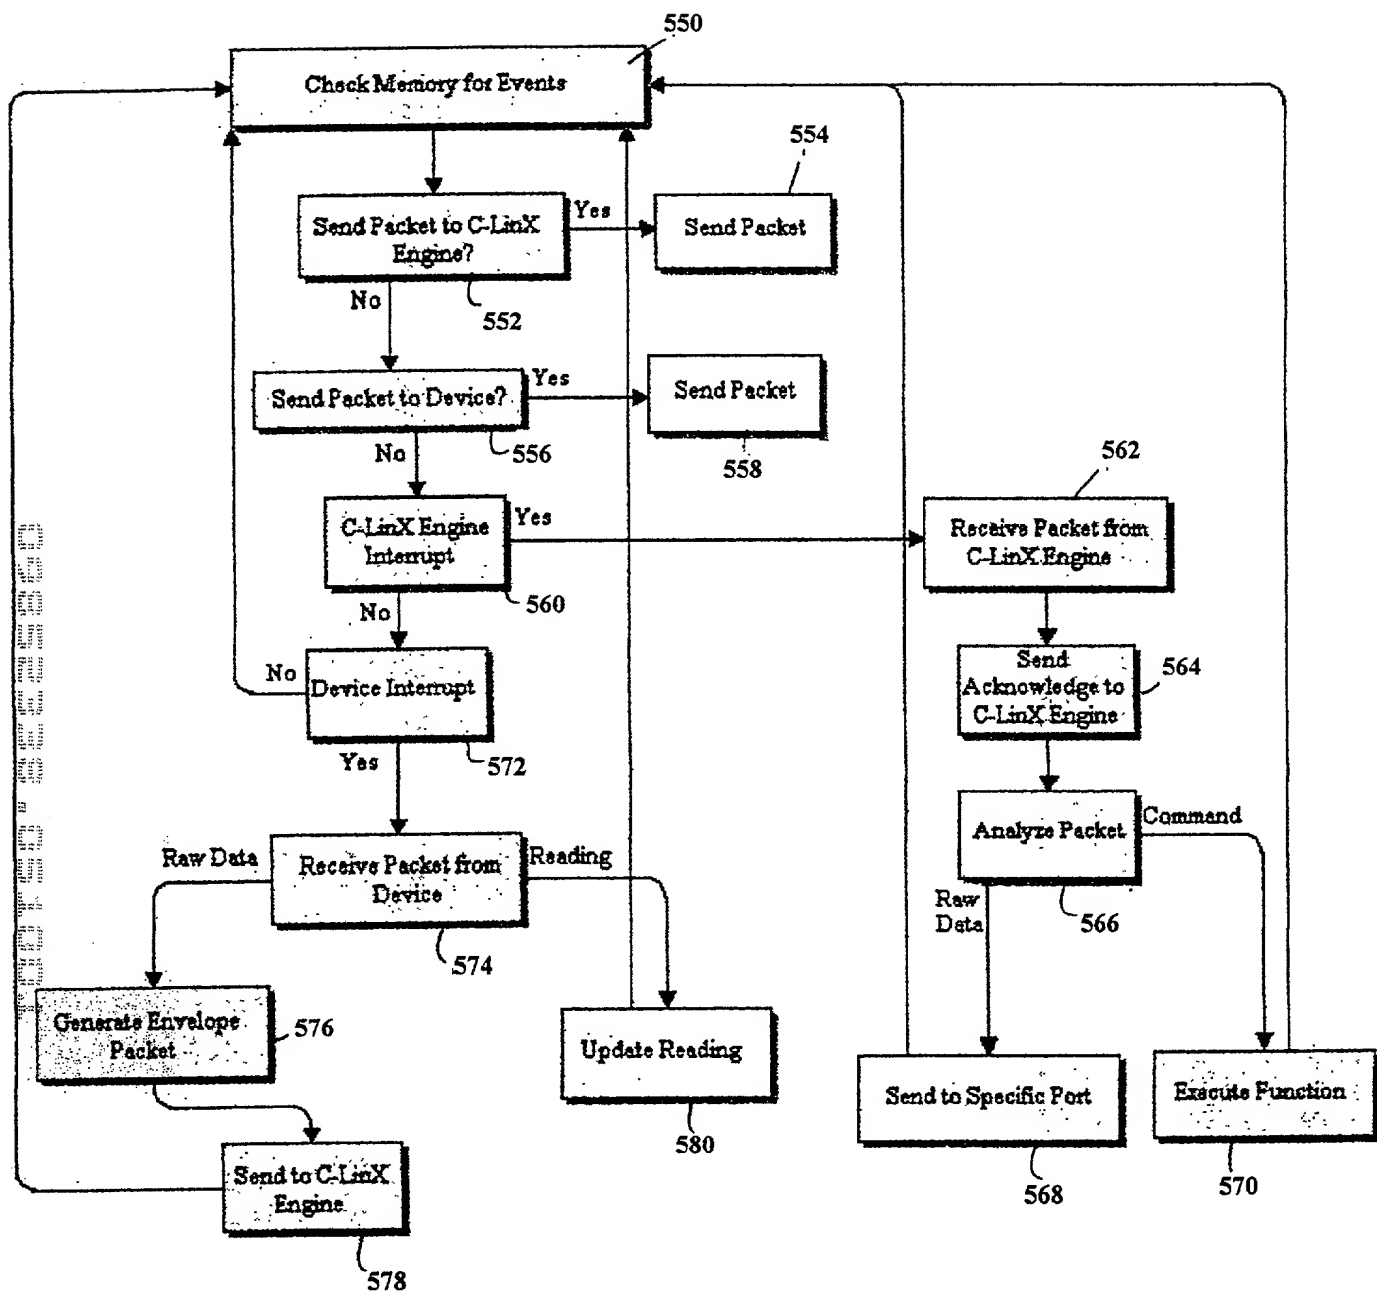 550
Check Memory for Events
554
Send Packet to C-LinX
Engine?
Yes
Send Packet
No
552
Send Packet to Device?
Yes
Send Packet
No
556
558
562
C-LinX Engine
Interrupt
Yes
Receive Packet from
C-LinX Engine
No
560
No
Device Interrupt
Send
Acknowledge to
C-LinX Engine
564
Yes
572
Analyze Packet
Command
Raw Data
Receive Packet from
Device
Reading
Raw
Data
566
574
Generate Envelope
Packet
576
Update Reading
Send to Specific Port
Execute Function
580
568
570
Send to C-LinX
Engine
578